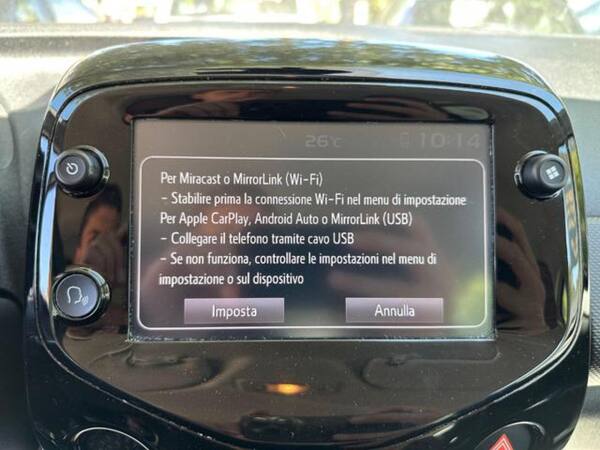 26°C 10:14
Per Miracast o MirrorLink (Wi-Fi)
- Stabilire prima la connessione Wi-Fi nel menu di impostazione
Per Apple CarPlay, Android Auto o MirrorLink (USB)
- Collegare il telefono tramite cavo USB
- Se non funziona, controllare le impostazioni nel menu di
impostazione o sul dispositivo
Imposta Annulla